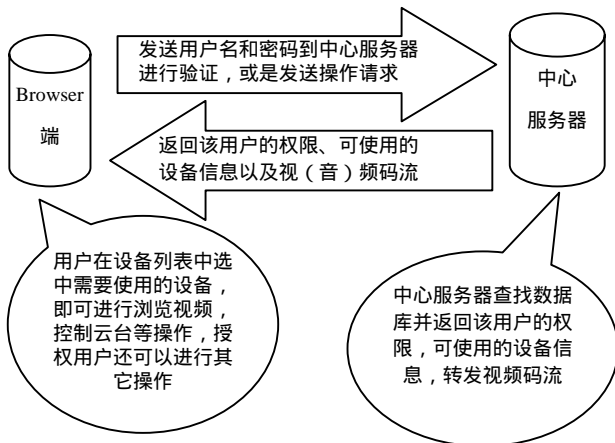 发送用户名和密码到中心服务器
进行验证，或是发送操作请求
Browser
端
中心
服务器
返回该用户的权限、可使用的
设备信息以及视（音）频码流
用户在设备列表中选
中需要使用的设备，
即可进行浏览视频，
控制云台等操作，授
权用户还可以进行其
它操作
中心服务器查找数据
库并返回该用户的权
限，可使用的设备信
息，转发视频码流